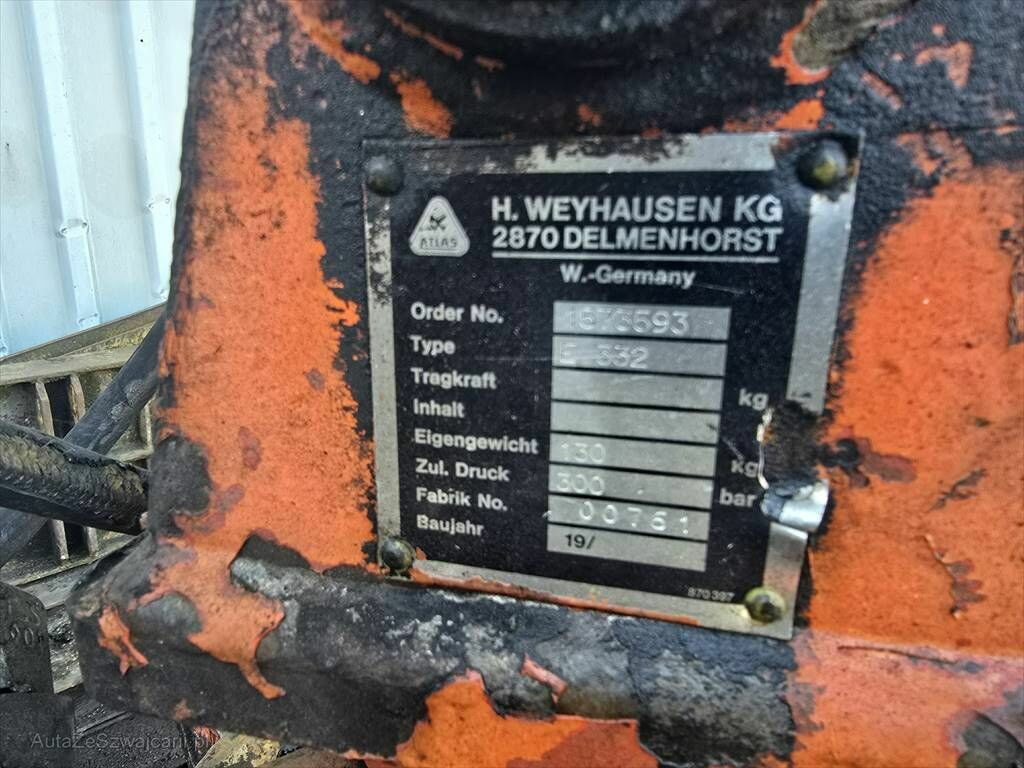 ATLAS
H. WEYHAUSEN KG
2870 DELMENHORST
W.-Germany
Order No.
Type 332
Tragkraft kg
Inhalt
Eigengewicht 130 kg
Zul. Druck 300 bar
Fabrik No. 00761
Baujahr 19/
870 397
AutaZeSzwajcarii.pl